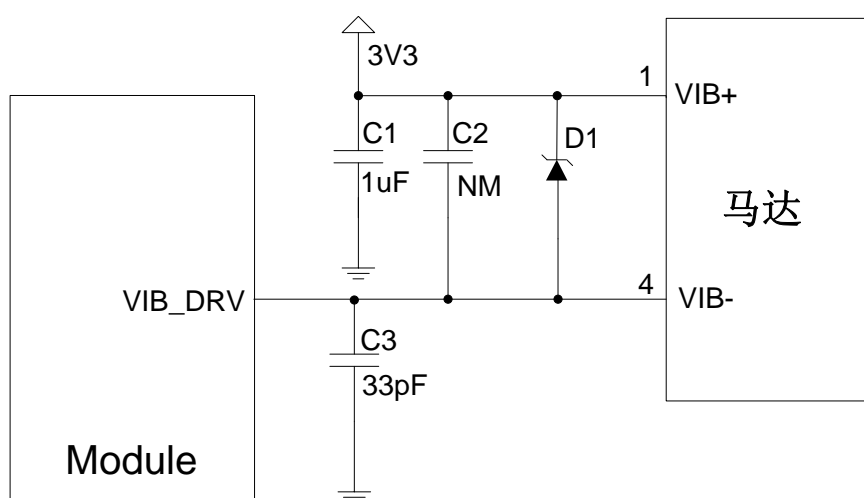 3V3
1
VIB+
C1
C2
D1
1uF
NM
马达
VIB_DRV
4
VIB-
C3
33pF
Module